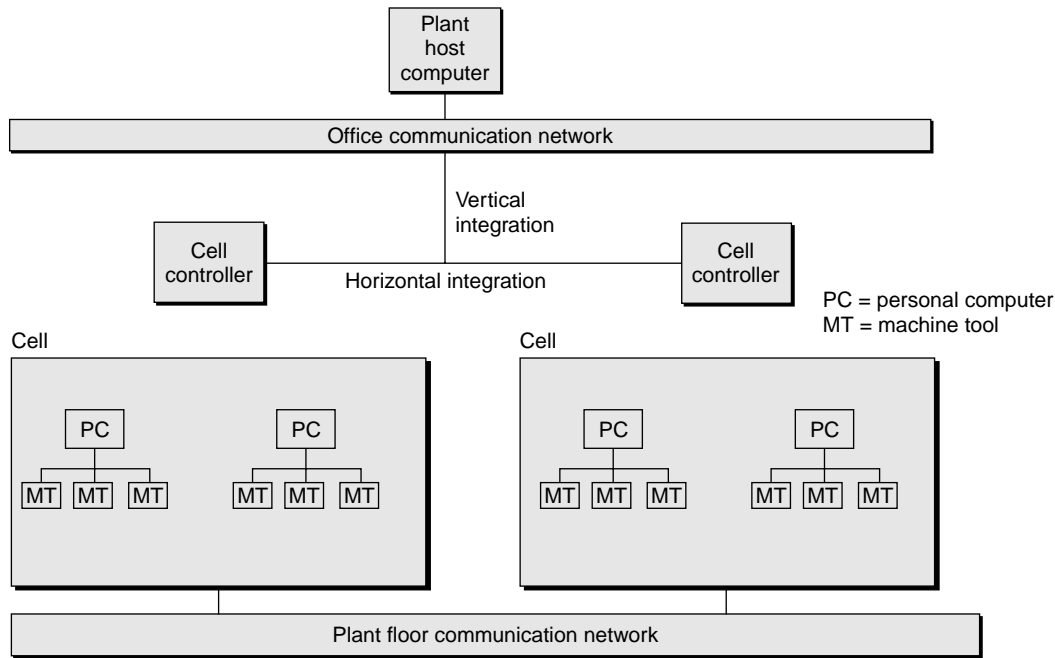 Plant
host
computer
Office communication network
Vertical
integration
Cell
controller
Horizontal integration
Cell
controller
PC = personal computer
MT = machine tool
Cell
Cell
PC
PC
PC
PC
MT MT MT
MT MT MT
MT MT MT
MT MT MT
Plant floor communication network